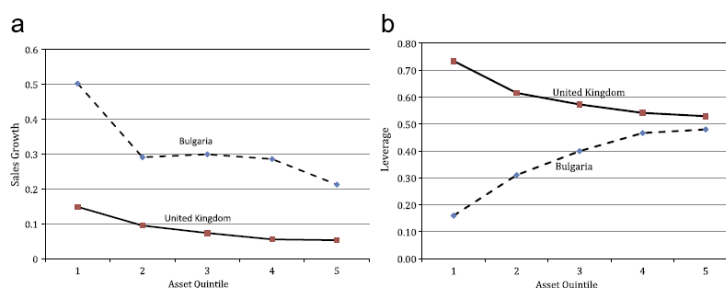 a
0.6
0.5
0.4
0.3
0.2
0.1
0
Sales Growth
Bulgaria
United Kingdom
1 2 3 4 5
Asset Quintile
b
0.80
0.70
0.60
0.50
0.40
0.30
0.20
0.10
0.00
Leverage
United Kingdom
Bulgaria
1 2 3 4 5
Asset Quintile